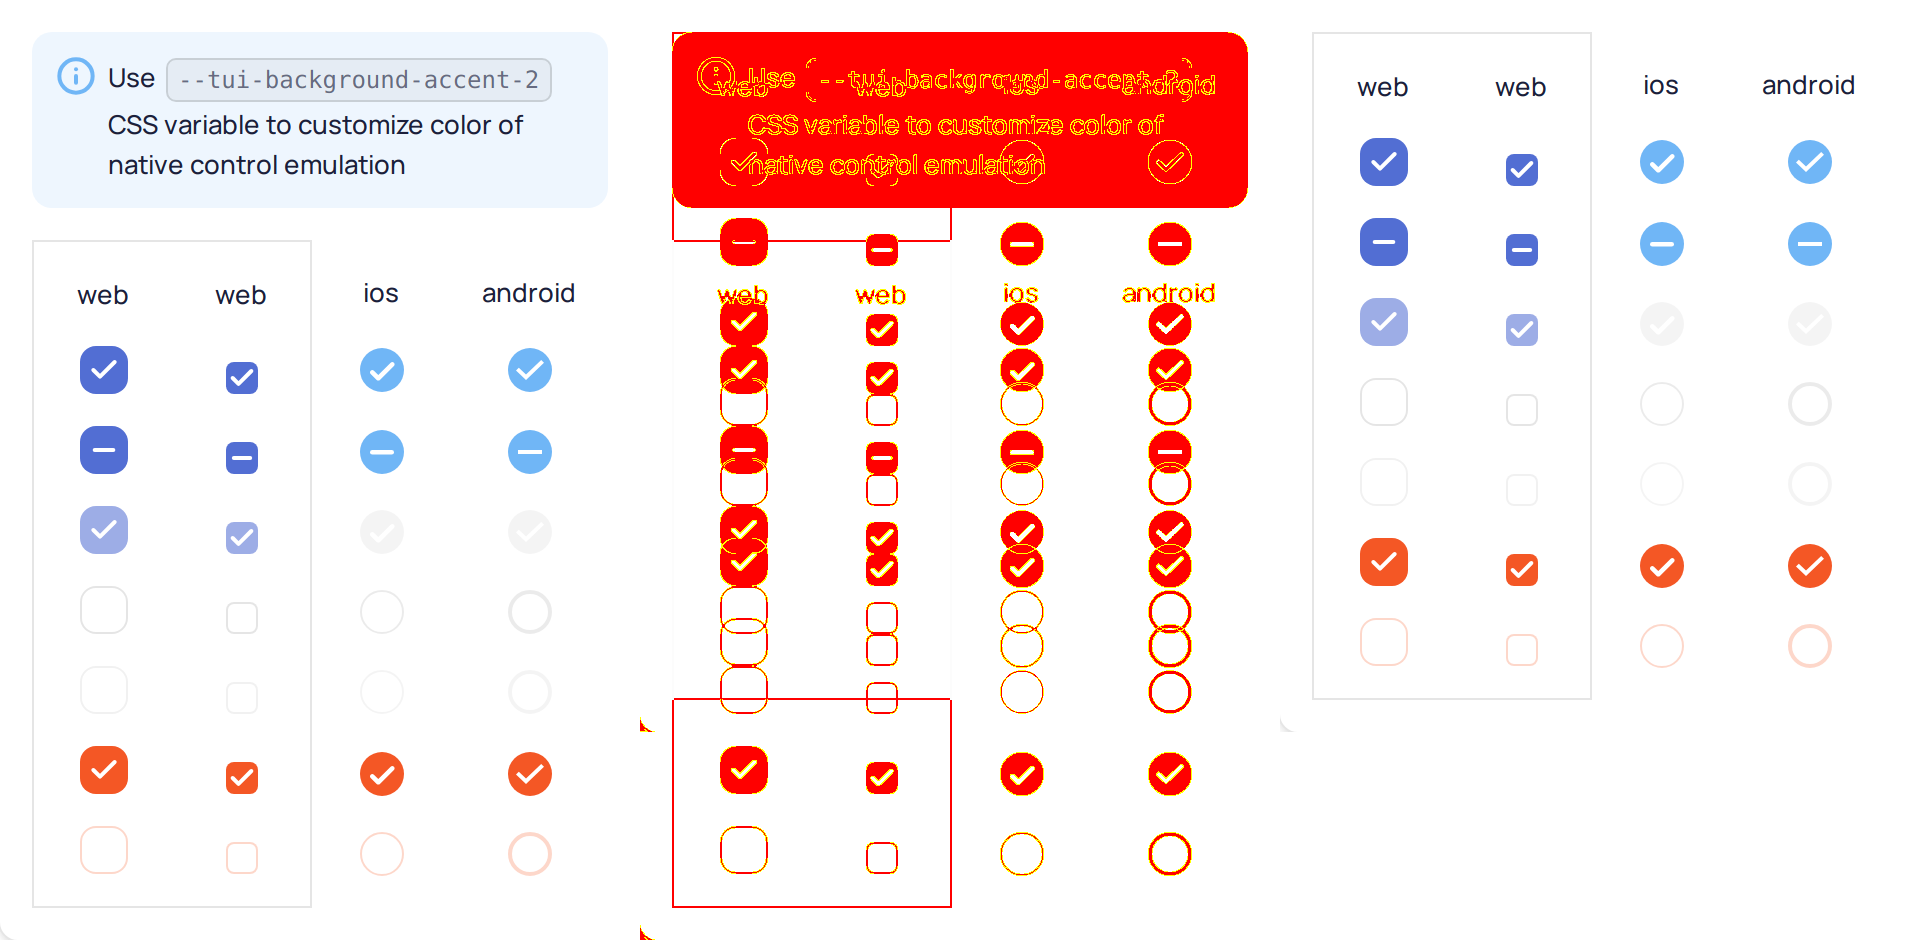 Use --tui-background-accent-2
CSS variable to customize color of
native control emulation
web web ios android
Use --tui-background-accent-2
web web ios android
CSS variable to customize color of
native control emulation
web web ios android
web web ios android